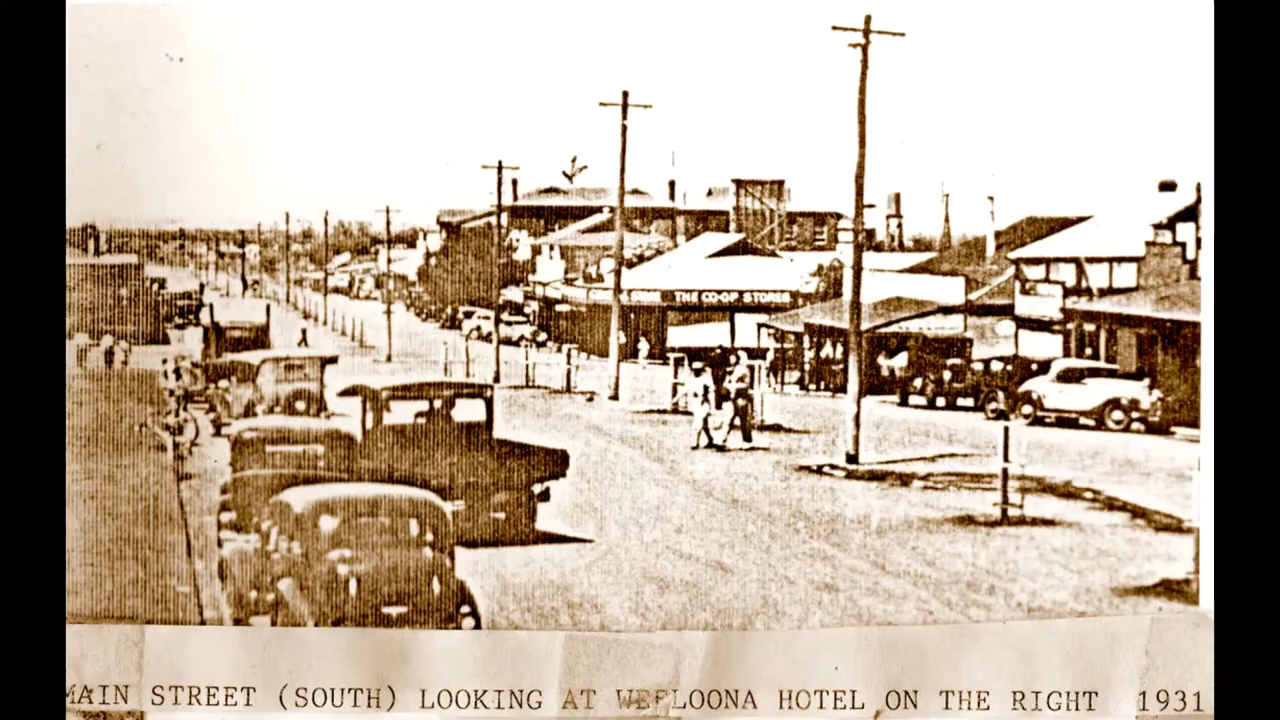 THE CO-OP STORES
MAIN STREET (SOUTH) LOOKING AT WEELOONA HOTEL ON THE RIGHT 1931